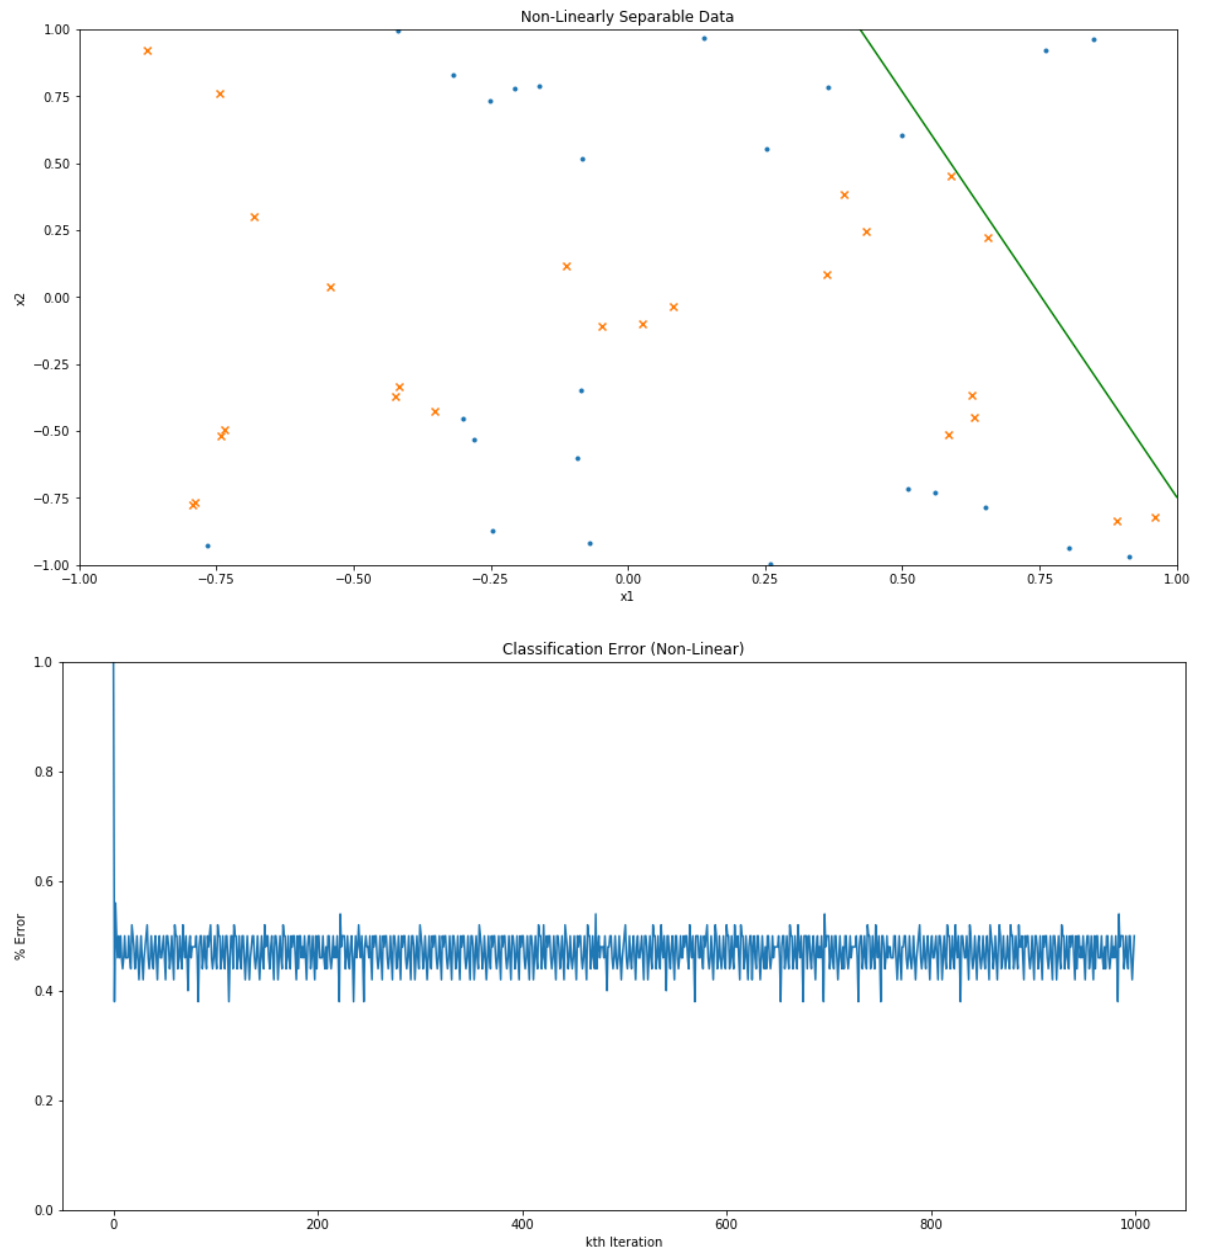 Non-Linearly Separable Data
1.00
0.75
0.50
0.25
0.00
−0.25
−0.50
−0.75
−1.00
x2
−1.00 −0.75 −0.50 −0.25 0.00 0.25 0.50 0.75 1.00
x1
Classification Error (Non-Linear)
1.0
0.8
0.6
0.4
0.2
0.0
% Error
0 200 400 600 800 1000
kth Iteration